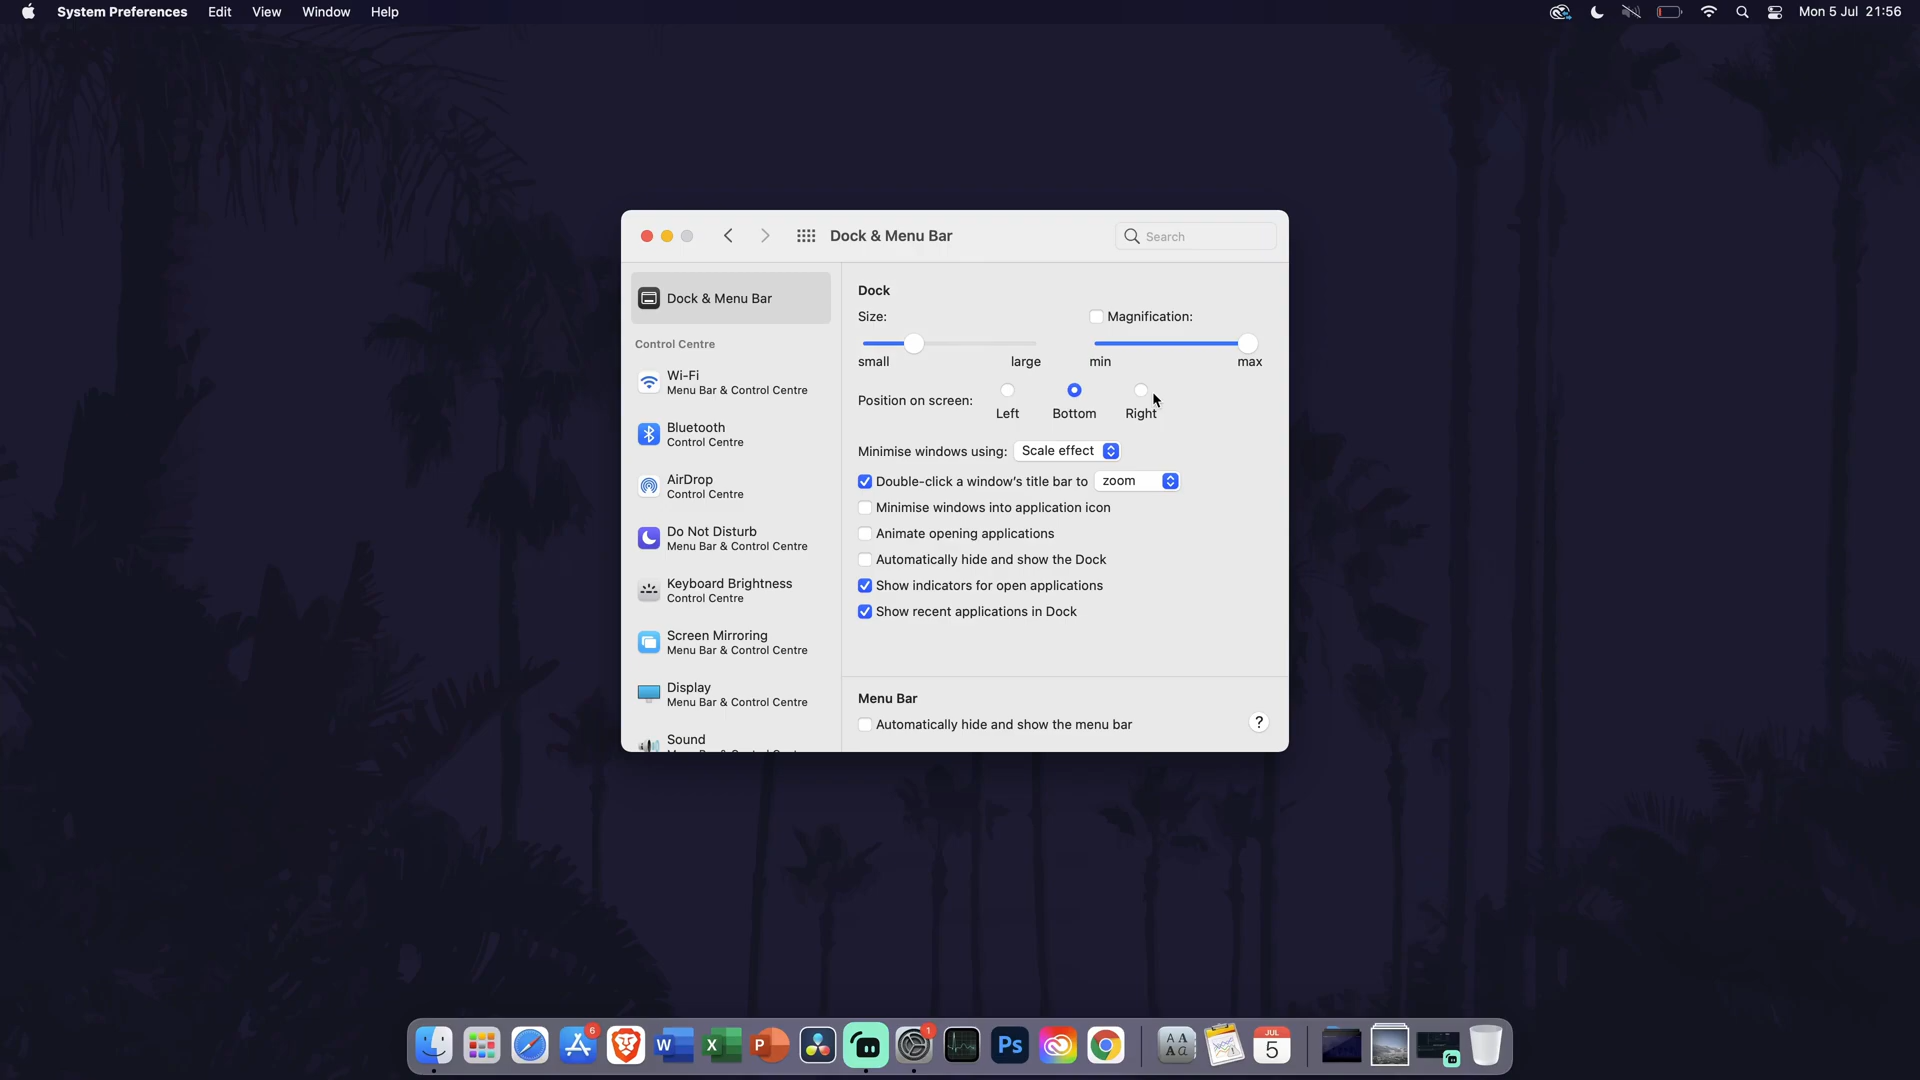 System Preferences Edit View Window Help Mon 5 Jul 21:56
Dock & Menu Bar
Search
Dock & Menu Bar
Control Centre
Wi-Fi
Menu Bar & Control Centre
Bluetooth
Control Centre
AirDrop
Control Centre
Do Not Disturb
Menu Bar & Control Centre
Keyboard Brightness
Control Centre
Screen Mirroring
Menu Bar & Control Centre
Display
Menu Bar & Control Centre
Sound
Dock
Size: Magnification:
small large min max
Position on screen:
Left Bottom Right
Minimise windows using: Scale effect
Double-click a window's title bar to zoom
Minimise windows into application icon
Animate opening applications
Automatically hide and show the Dock
Show indicators for open applications
Show recent applications in Dock
Menu Bar
Automatically hide and show the menu bar ?
6 1
W X P Ps A A A a JUL 5